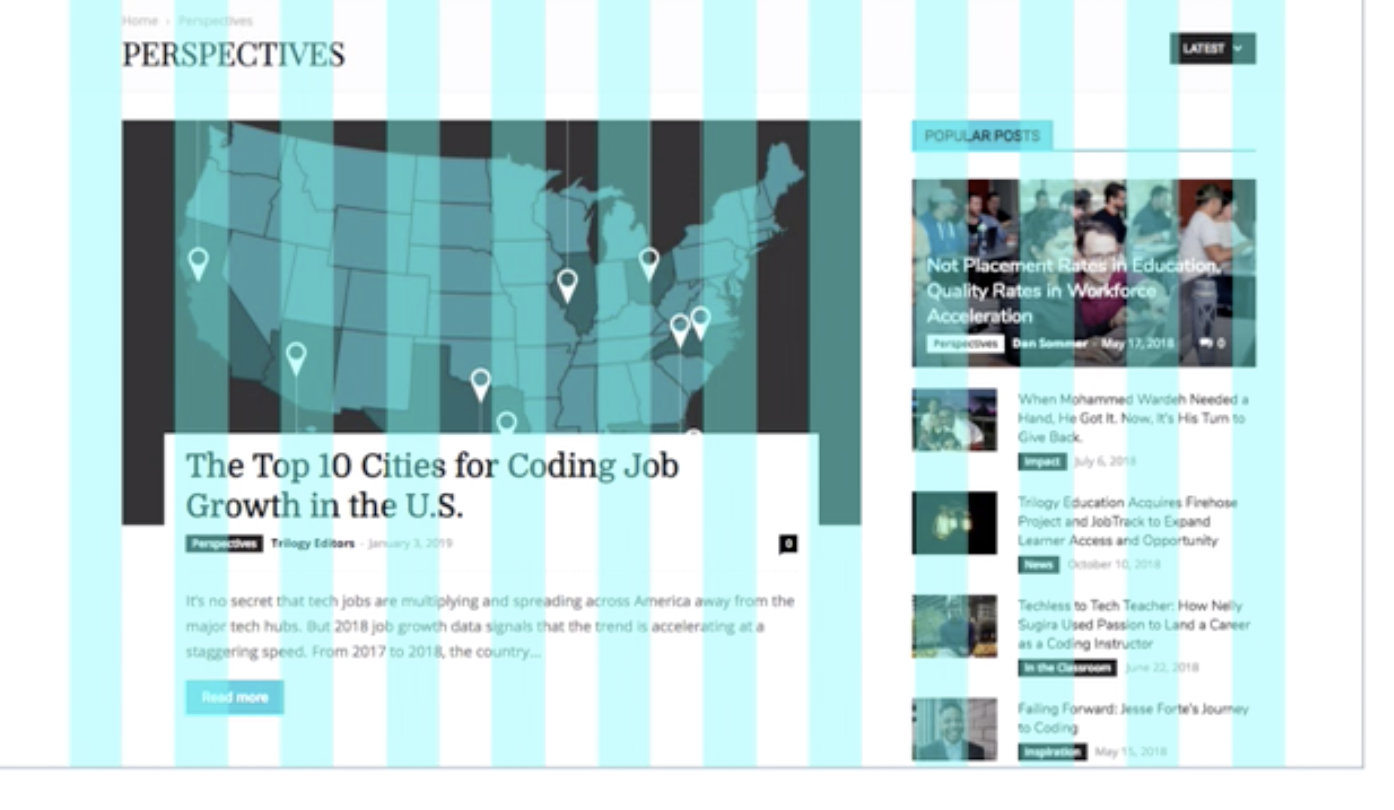 Home › Perspectives
PERSPECTIVES
LATEST
The Top 10 Cities for Coding Job
Growth in the U.S.
Perspectives Trilogy Editors - January 3, 2019
0
It's no secret that tech jobs are multiplying and spreading across America away from the
major tech hubs. But 2018 job growth data signals that the trend is accelerating at a
staggering speed. From 2017 to 2018, the country...
Read more
POPULAR POSTS
Not Placement Rates in Education,
Quality Rates in Workforce
Acceleration
Perspectives Dan Sommer - May 17, 2018 0
When Mohammed Wardeh Needed a
Hand, He Got It. Now, It's His Turn to
Give Back.
Impact July 6, 2018
Trilogy Education Acquires Firehose
Project and JobTrack to Expand
Learner Access and Opportunity
News October 10, 2018
Techless to Tech Teacher: How Nelly
Sugira Used Passion to Land a Career
as a Coding Instructor
In the Classroom June 22, 2018
Failing Forward: Jesse Forte's Journey
to Coding
Inspiration May 15, 2018